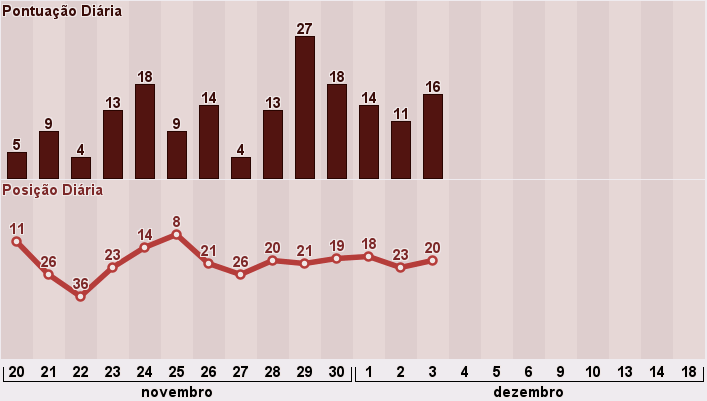 Pontuação Diária
5 9 4 13 18 9 14 4 13 27 18 14 11 16
Posição Diária
11 26 36 23 14 8 21 26 20 21 19 18 23 20
20 21 22 23 24 25 26 27 28 29 30 1 2 3 4 5 6 9 10 13 14 18
novembro dezembro